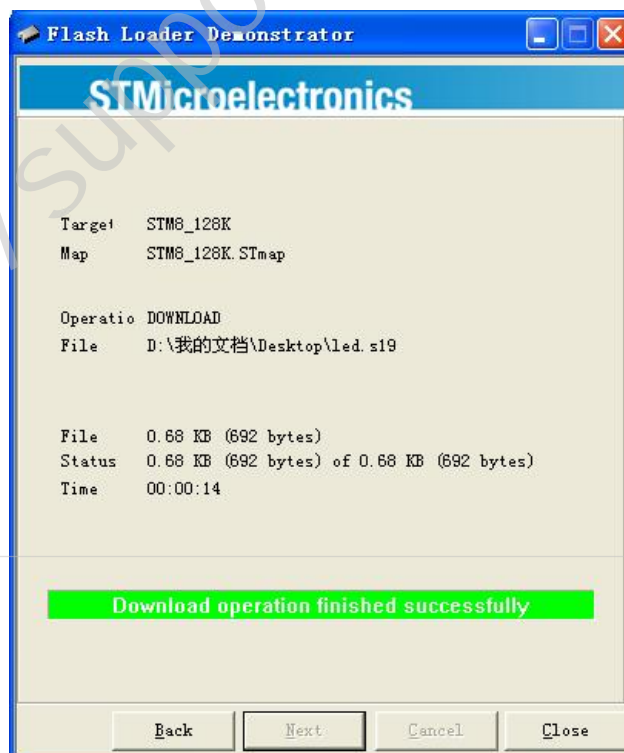 Flash Loader Demonstrator
STMicroelectronics
Target STM8_128K
Map STM8_128K.STmap
Operatio DOWNLOAD
File D:\我的文档\Desktop\led.s19
File 0.68 KB (692 bytes)
Status 0.68 KB (692 bytes) of 0.68 KB (692 bytes)
Time 00:00:14
Download operation finished successfully
Back Next Cancel Close